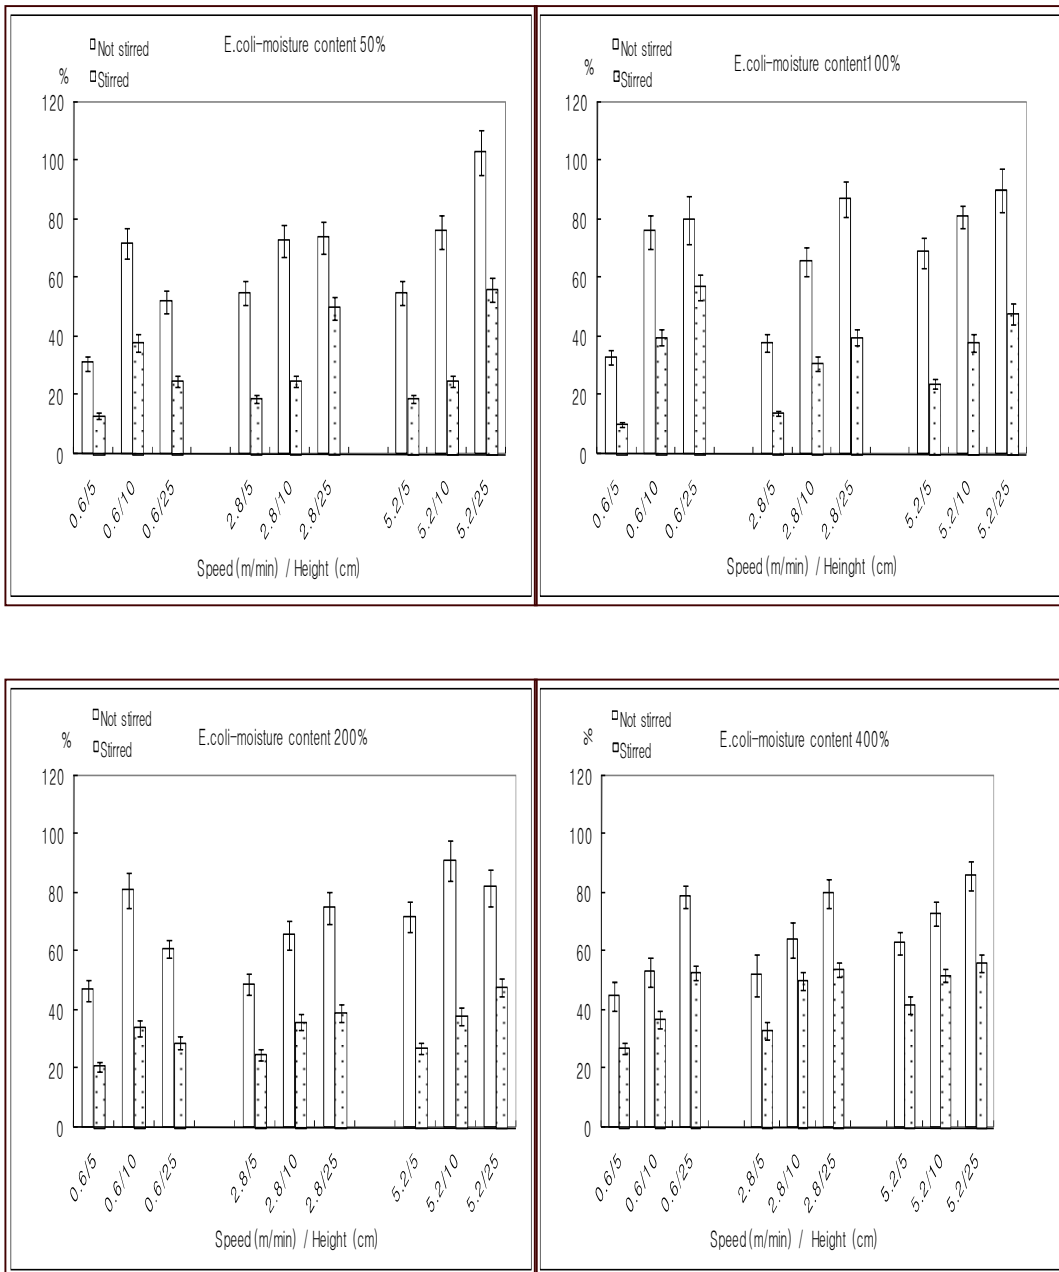 Not stirred
E.coli-moisture content 50%
% Stirred
120
100
80
60
40
20
0
0.6/5 0.6/10 0.6/25 2.8/5 2.8/10 2.8/25 5.2/5 5.2/10 5.2/25
Speed (m/min) / Height (cm)
Not stirred
E.coli-moisture content100%
% Stirred
120
100
80
60
40
20
0
0.6/5 0.6/10 0.6/25 2.8/5 2.8/10 2.8/25 5.2/5 5.2/10 5.2/25
Speed (m/min) / Heinght (cm)
Not stirred
E.coli-moisture content 200%
% Stirred
120
100
80
60
40
20
0
0.6/5 0.6/10 0.6/25 2.8/5 2.8/10 2.8/25 5.2/5 5.2/10 5.2/25
Speed (m/min) / Height (cm)
Not stirred
E.coli-moisture content 400%
% Stirred
120
100
80
60
40
20
0
0.6/5 0.6/10 0.6/25 2.8/5 2.8/10 2.8/25 5.2/5 5.2/10 5.2/25
Speed (m/min) / Height (cm)